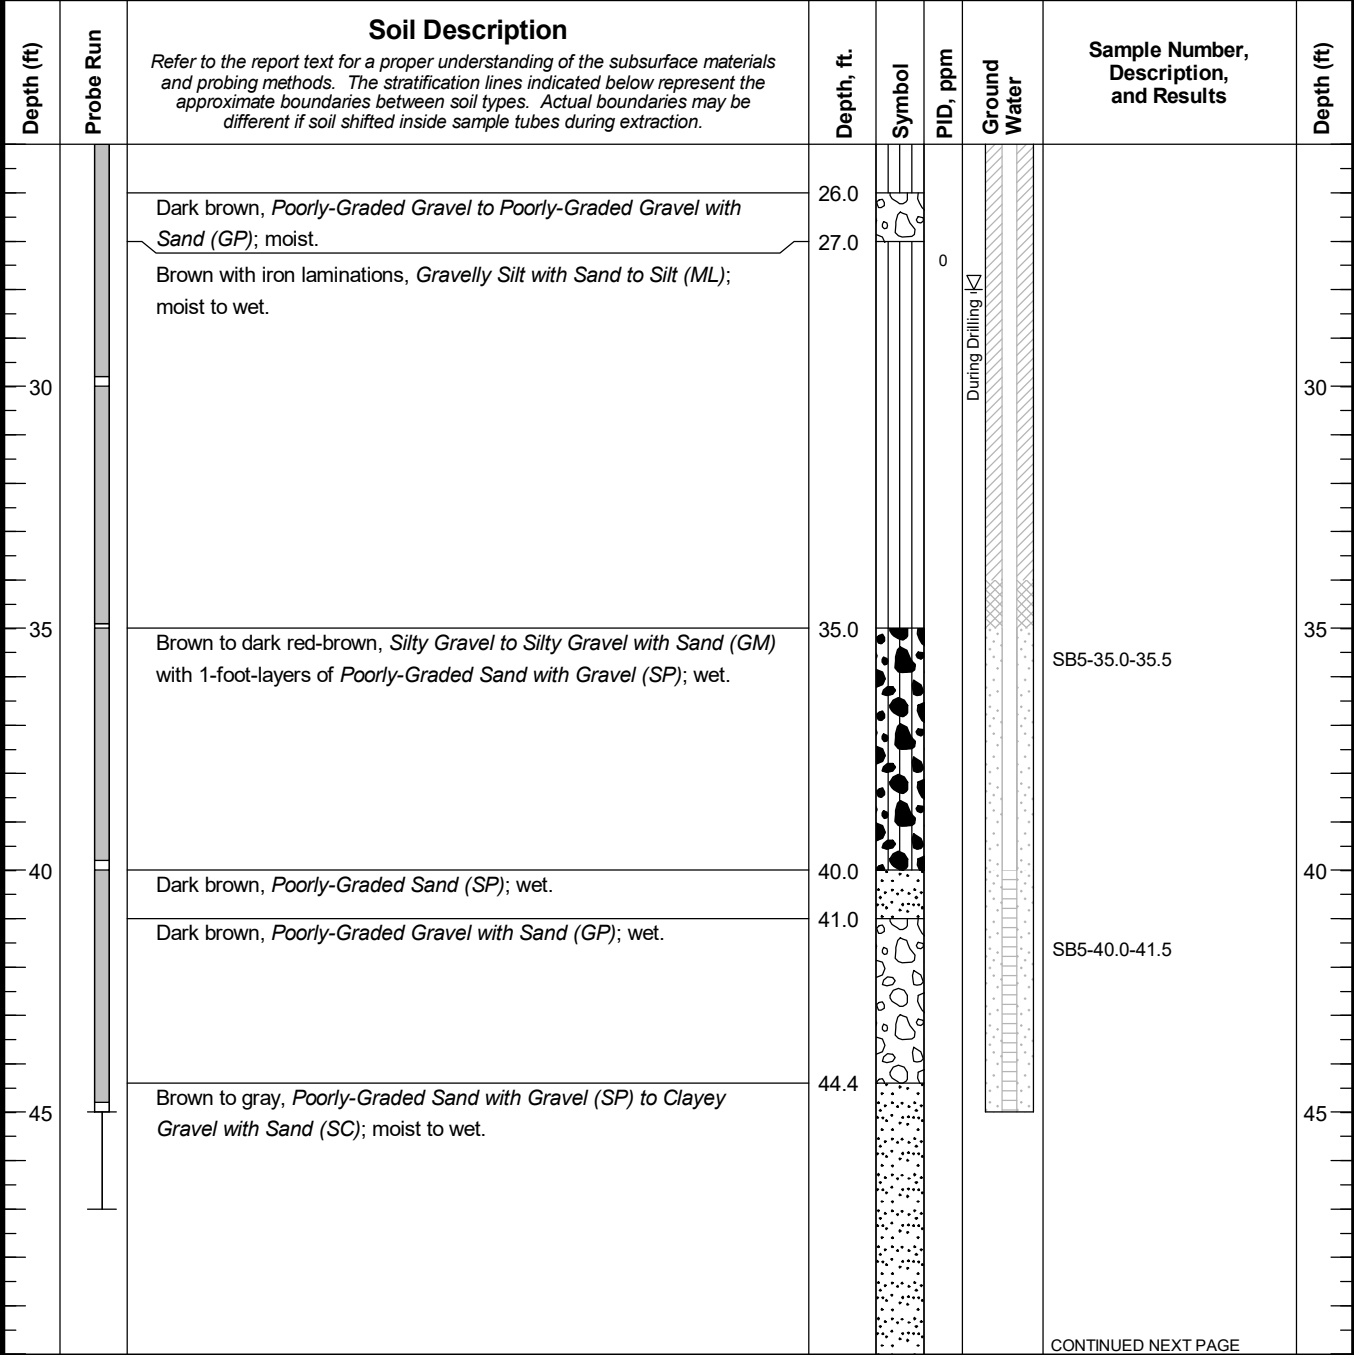 Depth (ft)
Probe Run
Soil Description
Refer to the report text for a proper understanding of the subsurface materials
and probing methods. The stratification lines indicated below represent the
approximate boundaries between soil types. Actual boundaries may be
different if soil shifted inside sample tubes during extraction.
Depth, ft.
Symbol
PID, ppm
Ground
Water
Sample Number,
Description,
and Results
Depth (ft)
26.0
Dark brown, Poorly-Graded Gravel to Poorly-Graded Gravel with
Sand (GP); moist.
27.0
0
Brown with iron laminations, Gravelly Silt with Sand to Silt (ML);
moist to wet.
During Drilling
30
30
35
35.0
35
Brown to dark red-brown, Silty Gravel to Silty Gravel with Sand (GM)
with 1-foot-layers of Poorly-Graded Sand with Gravel (SP); wet.
SB5-35.0-35.5
40
40.0
40
Dark brown, Poorly-Graded Sand (SP); wet.
41.0
Dark brown, Poorly-Graded Gravel with Sand (GP); wet.
SB5-40.0-41.5
44.4
Brown to gray, Poorly-Graded Sand with Gravel (SP) to Clayey
Gravel with Sand (SC); moist to wet.
45
45
CONTINUED NEXT PAGE